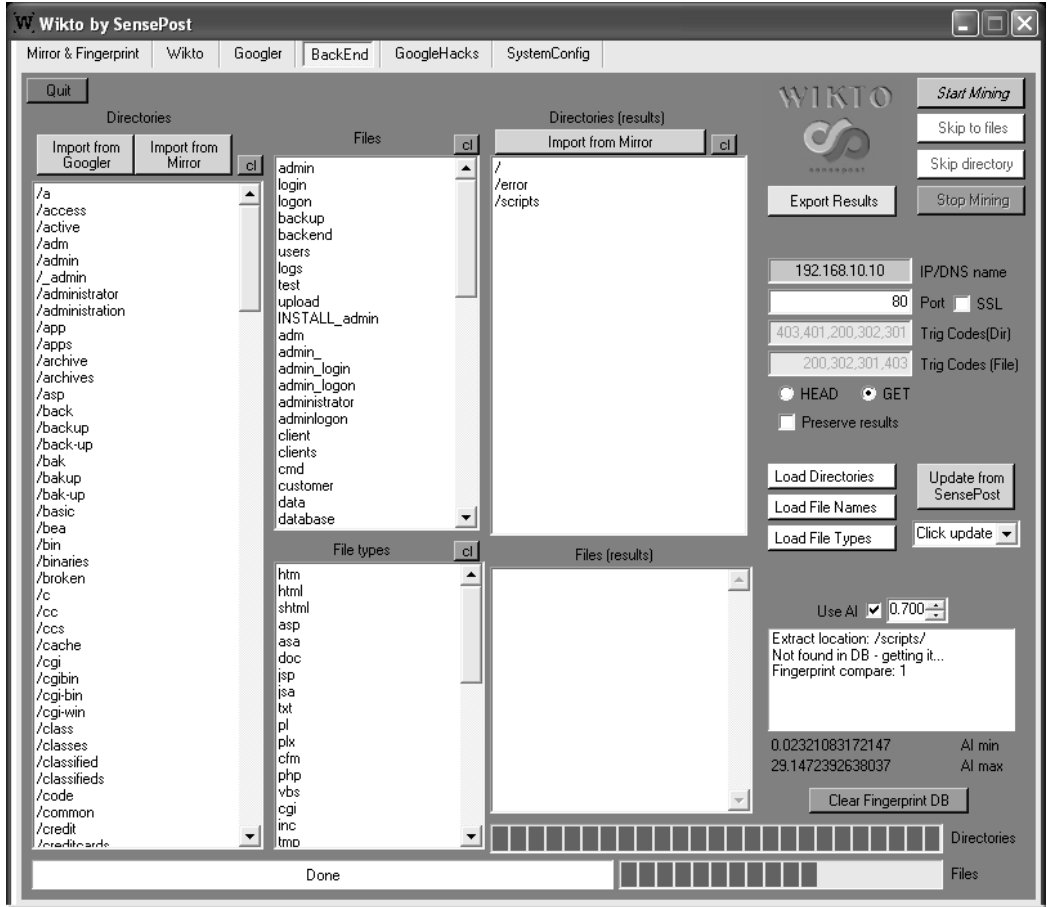 Wikto by SensePost
Mirror & Fingerprint Wikto Googler BackEnd GoogleHacks SystemConfig
Quit
Directories
Import from Googler
Import from Mirror
cl
/a
/access
/active
/adm
/admin
/_admin
/administrator
/administration
/app
/apps
/archive
/archives
/asp
/back
/backup
/back-up
/bak
/bakup
/bak-up
/basic
/bea
/bin
/binaries
/broken
/c
/cc
/ccs
/cache
/cgi
/cgibin
/cgi-bin
/cgi-win
/class
/classes
/classified
/classifieds
/code
/common
/credit
/creditcards
Files
cl
admin
login
logon
backup
backend
users
logs
test
upload
INSTALL_admin
adm
admin_
admin_login
admin_logon
administrator
adminlogon
client
clients
cmd
customer
data
database
File types
cl
htm
html
shtml
asp
asa
doc
jsp
jsa
txt
pl
plx
cfm
php
vbs
cgi
inc
tmp
Directories (results)
Import from Mirror
cl
/
/error
/scripts
Files (results)
WIKTO
sensepost
Start Mining
Skip to files
Skip directory
Export Results
Stop Mining
192.168.10.10 IP/DNS name
80 Port SSL
403,401,200,302,301 Trig Codes(Dir)
200,302,301,403 Trig Codes (File)
HEAD GET
Preserve results
Load Directories
Load File Names
Load File Types
Update from SensePost
Click update
Use AI 0.700
Extract location: /scripts/
Not found in DB - getting it...
Fingerprint compare: 1
0.02321083172147 AI min
29.1472392638037 AI max
Clear Fingerprint DB
Directories
Done
Files